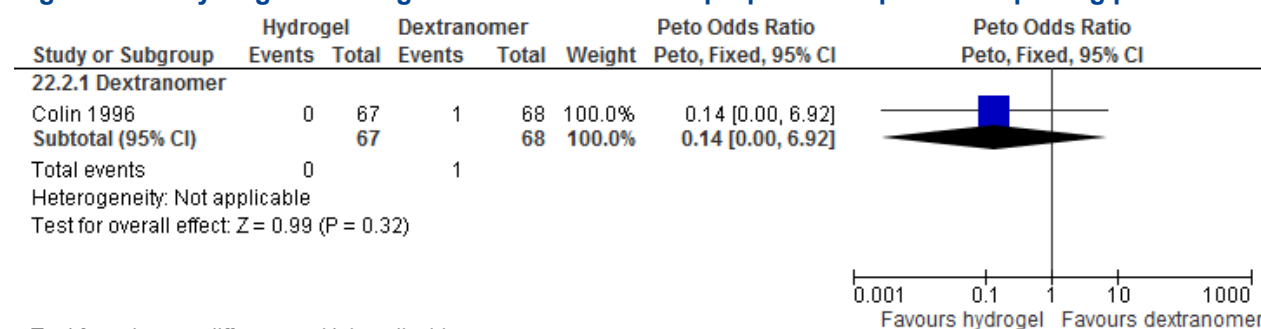 Hydrogel Dextranomer Peto Odds Ratio Peto Odds Ratio
Study or Subgroup Events Total Events Total Weight Peto, Fixed, 95% CI Peto, Fixed, 95% CI
22.2.1 Dextranomer
Colin 1996 0 67 1 68 100.0% 0.14 [0.00, 6.92]
Subtotal (95% CI) 67 68 100.0% 0.14 [0.00, 6.92]
Total events 0 1
Heterogeneity: Not applicable
Test for overall effect: Z = 0.99 (P = 0.32)
0.001 0.1 1 10 1000
Favours hydrogel Favours dextranomer